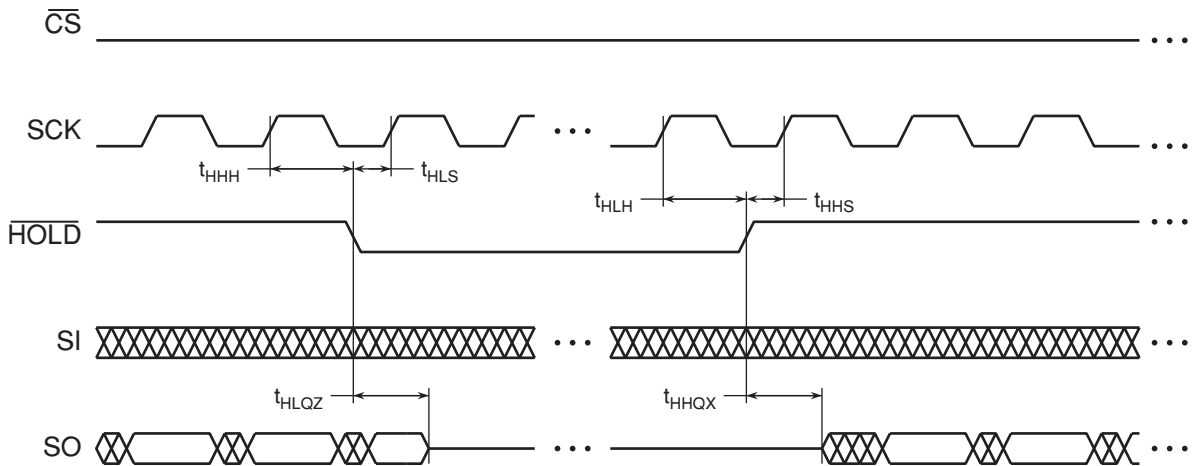 CS
SCK
tHHH
tHLS
tHLH
tHHS
HOLD
SI
tHLQZ
tHHQX
SO